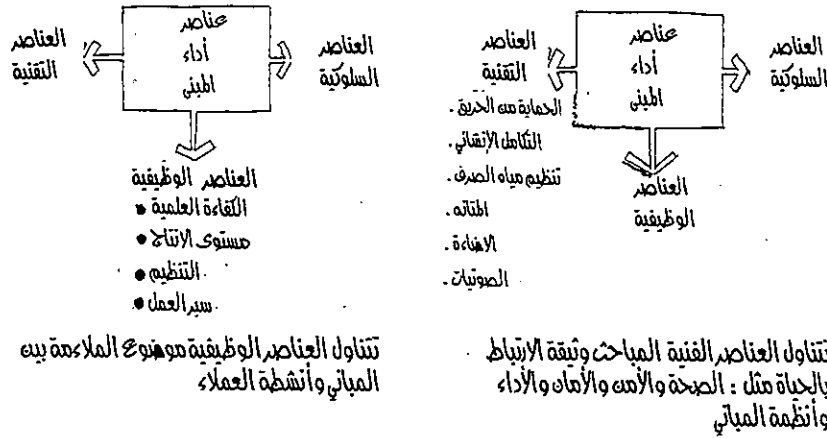 عناصر
أداء
المبنى
العناصر
السلوكية
العناصر
التقنية
الحماية من الحريق.
التكامل الإنشائي.
تنظيم مياه الصرف.
المتانه.
الاضاءة.
الصوتيات.
العناصر
الوظيفية
تتناول العناصر الفنية المباحث وثيقة الارتباط
بالحياة مثل : الصحة والأمن والأمان والأداء
وأنظمة المباني
عناصر
أداء
المبنى
العناصر
السلوكية
العناصر
التقنية
العناصر الوظيفية
الكفاءة العلمية
مستوى الانتاج
التنظيم
سير العمل
تتناول العناصر الوظيفية موضوع الملاءمة بين
المباني وأنشطة العملاء